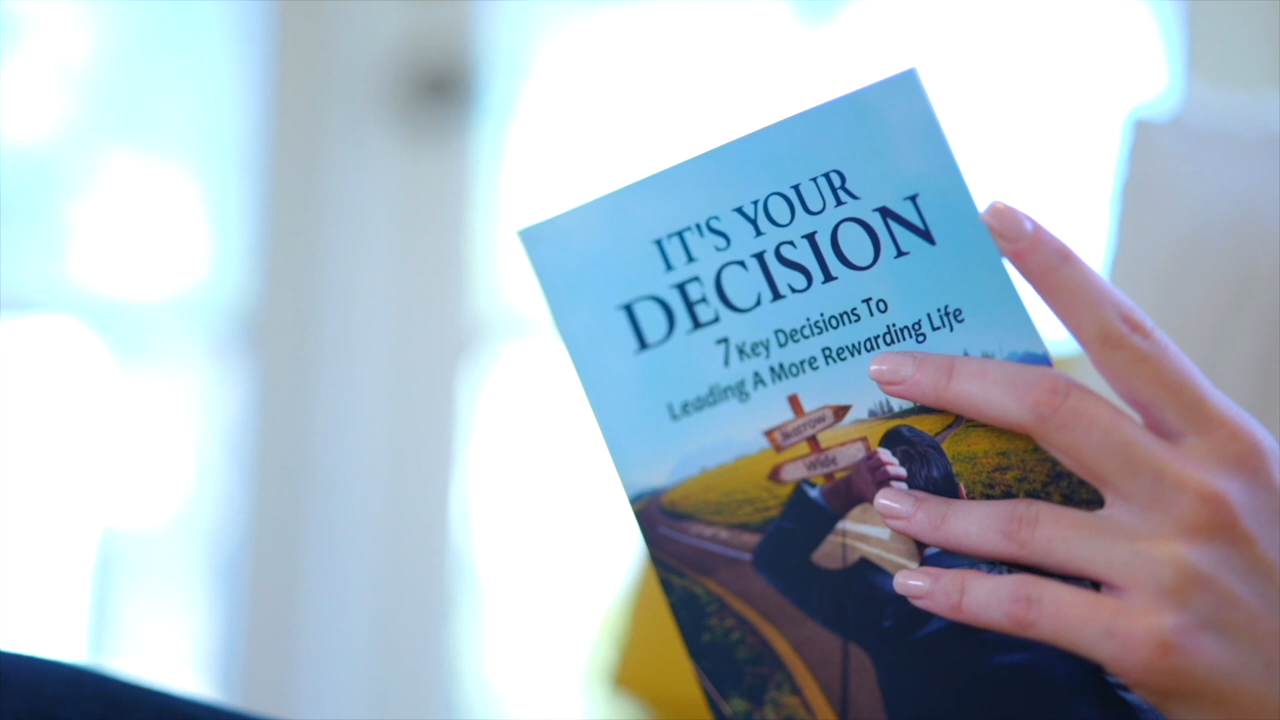 IT'S YOUR
DECISION
7 Key Decisions To
Leading A More Rewarding Life
Narrow
Wide